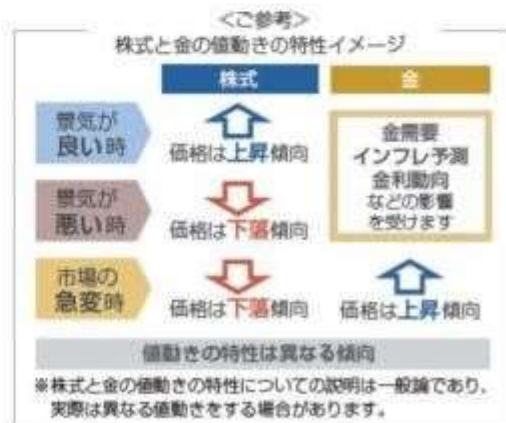 <ご参考>
株式と金の値動きの特性イメージ
株式
金
景気が
良い時
価格は上昇傾向
金需要
インフレ予測
金利動向
などの影響
を受けます
景気が
悪い時
価格は下落傾向
市場の
急変時
価格は下落傾向
価格は上昇傾向
値動きの特性は異なる傾向
※株式と金の値動きの特性についての説明は一般論であり、
実際は異なる値動きをする場合があります。